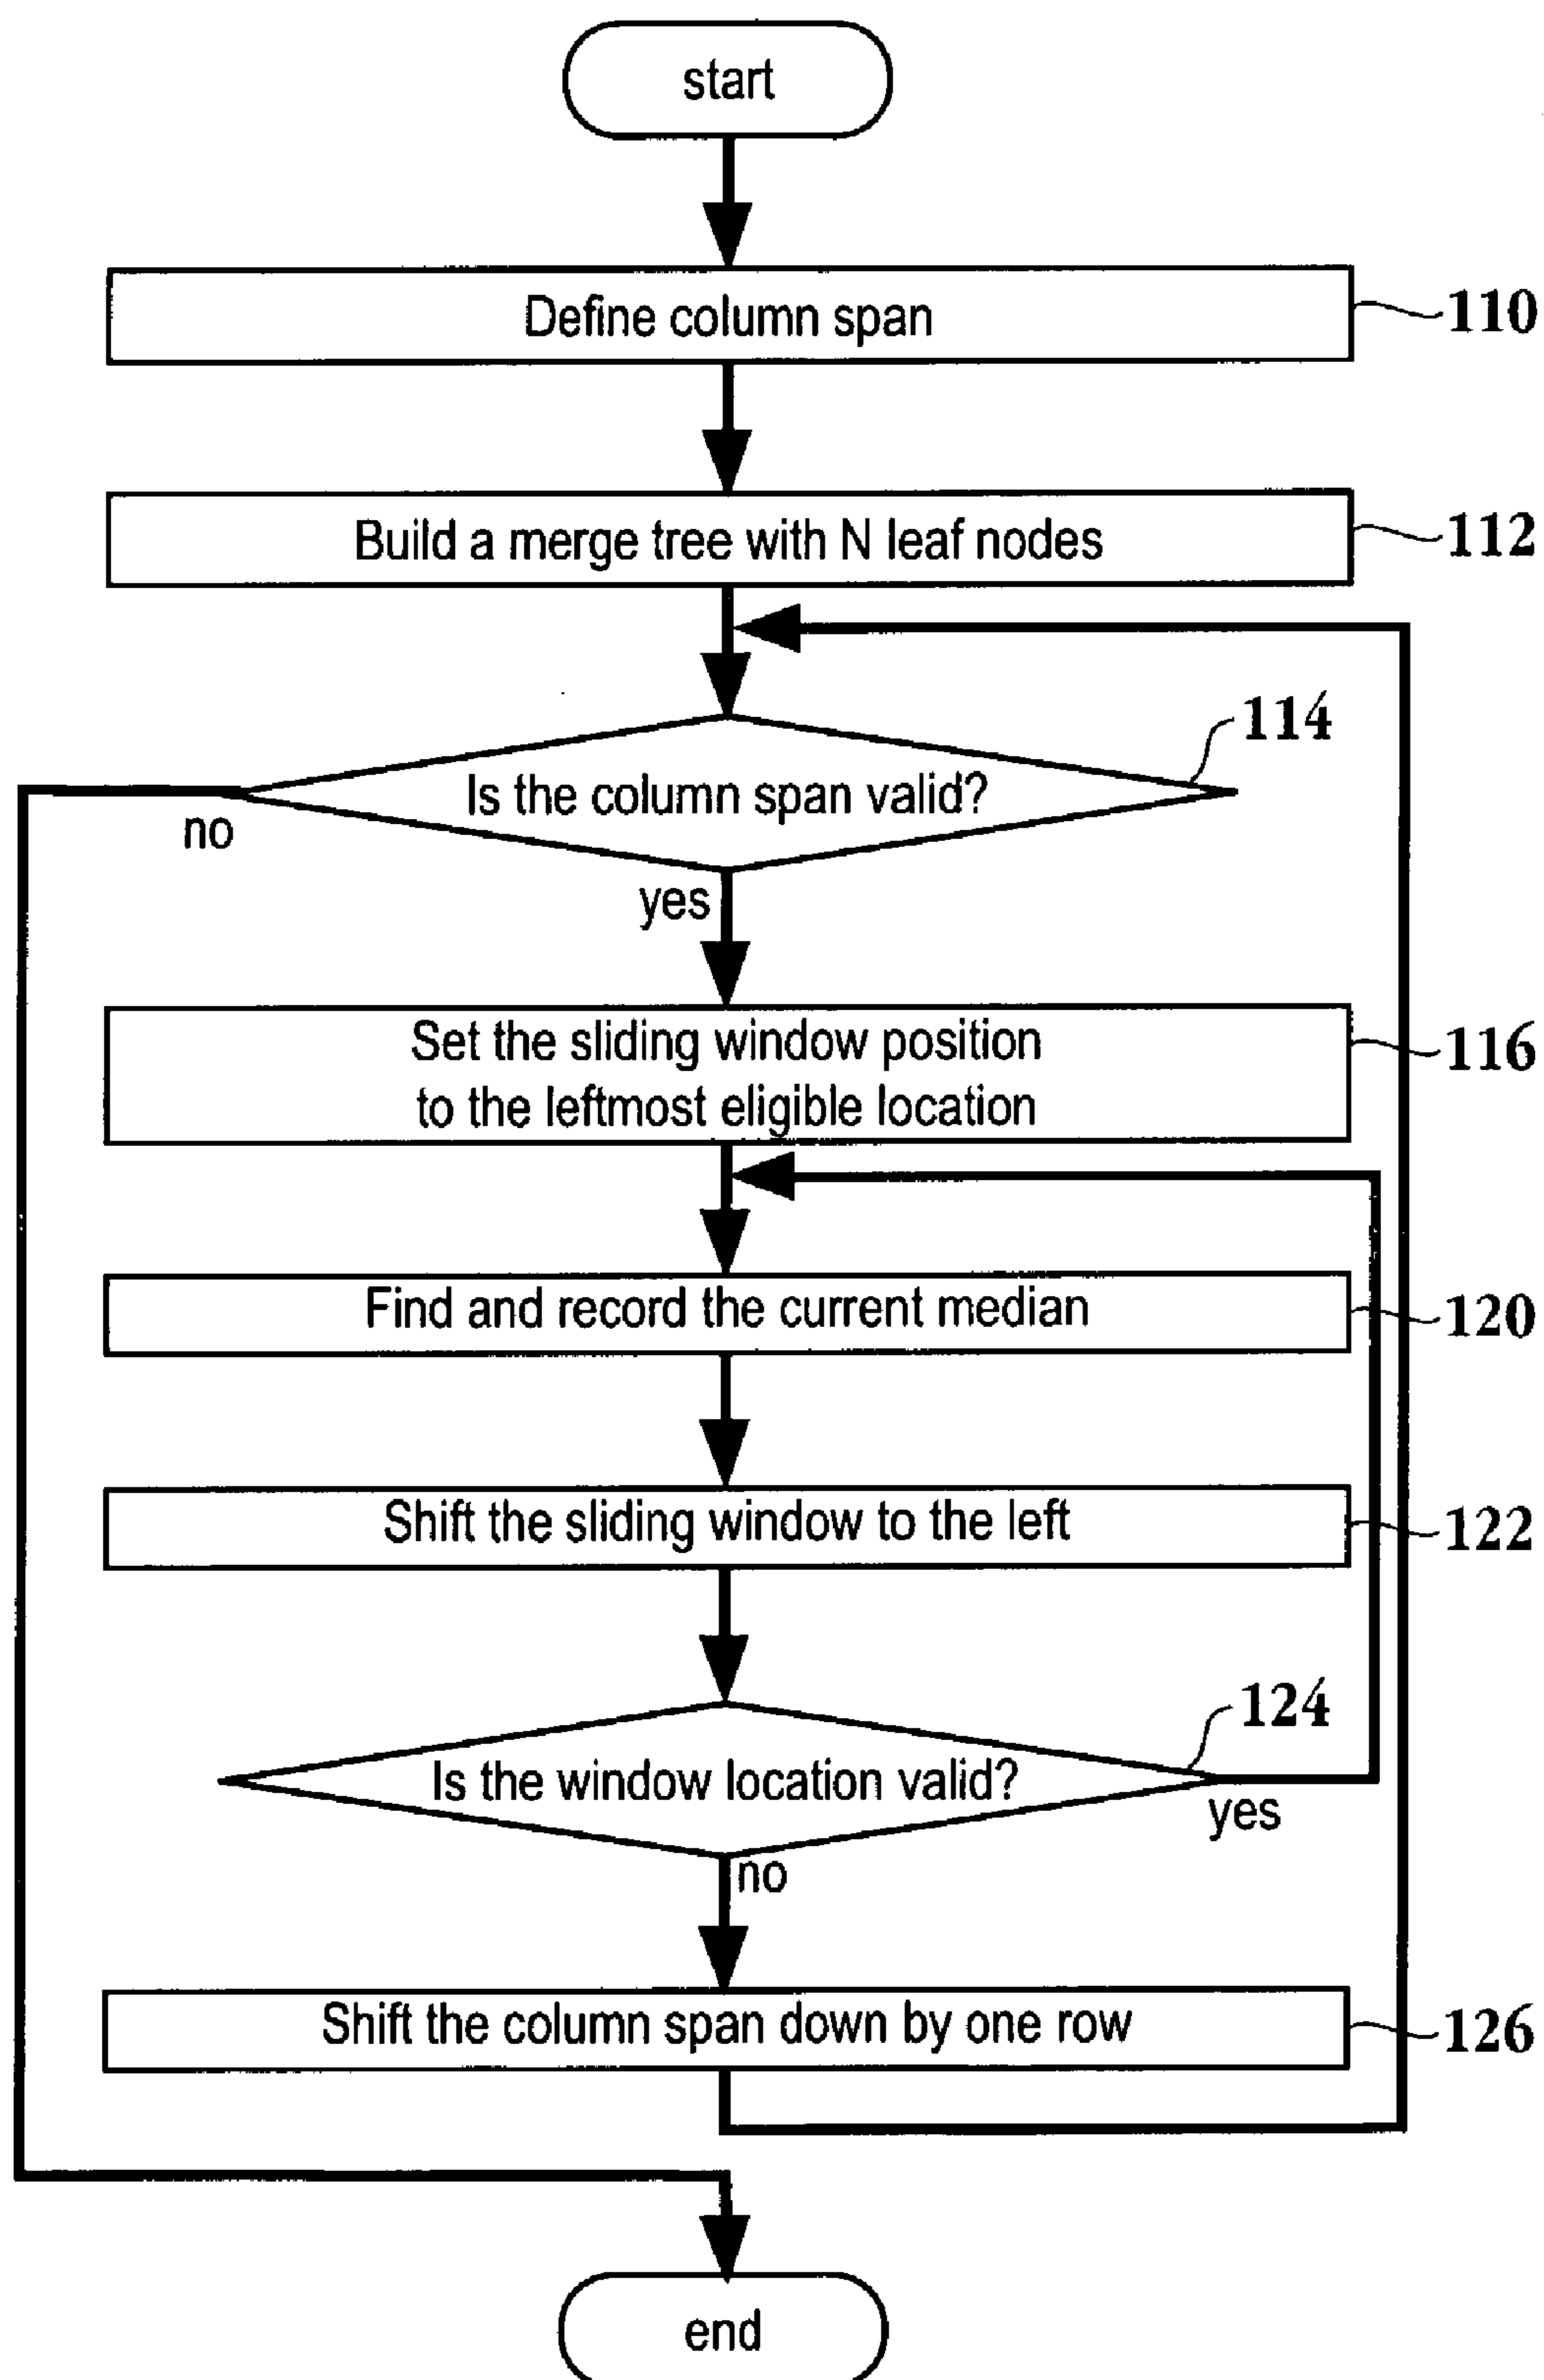 start
Define column span
110
Build a merge tree with N leaf nodes
112
114
Is the column span valid?
no
yes
Set the sliding window position
to the leftmost eligible location
116
Find and record the current median
120
Shift the sliding window to the left
122
124
Is the window location valid?
yes
no
Shift the column span down by one row
126
end